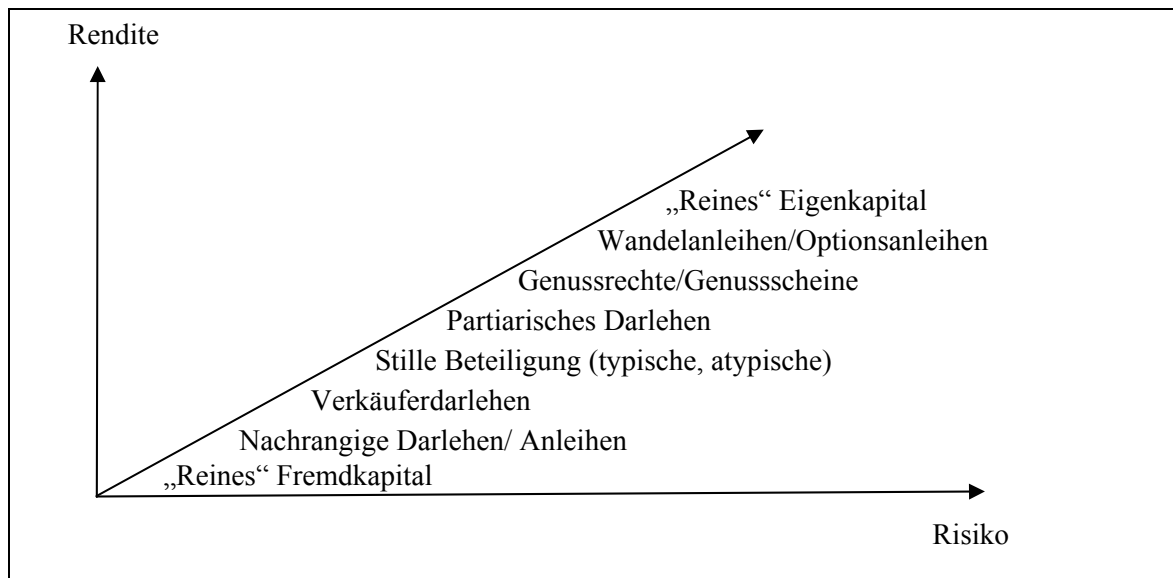 Rendite
„Reines“ Eigenkapital
Wandelanleihen/Optionsanleihen
Genussrechte/Genussscheine
Partiarisches Darlehen
Stille Beteiligung (typische, atypische)
Verkäuferdarlehen
Nachrangige Darlehen/ Anleihen
„Reines“ Fremdkapital
Risiko